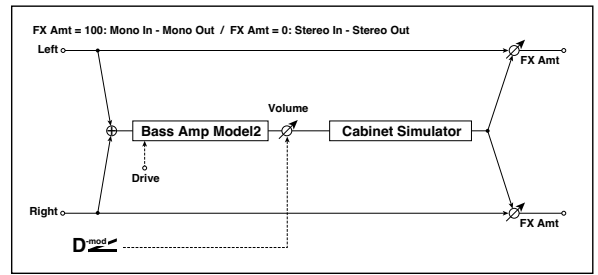 FX Amt = 100: Mono In - Mono Out / FX Amt = 0: Stereo In - Stereo Out
Left
FX Amt
Volume
Bass Amp Model2
Cabinet Simulator
Drive
Right
FX Amt
D-mod